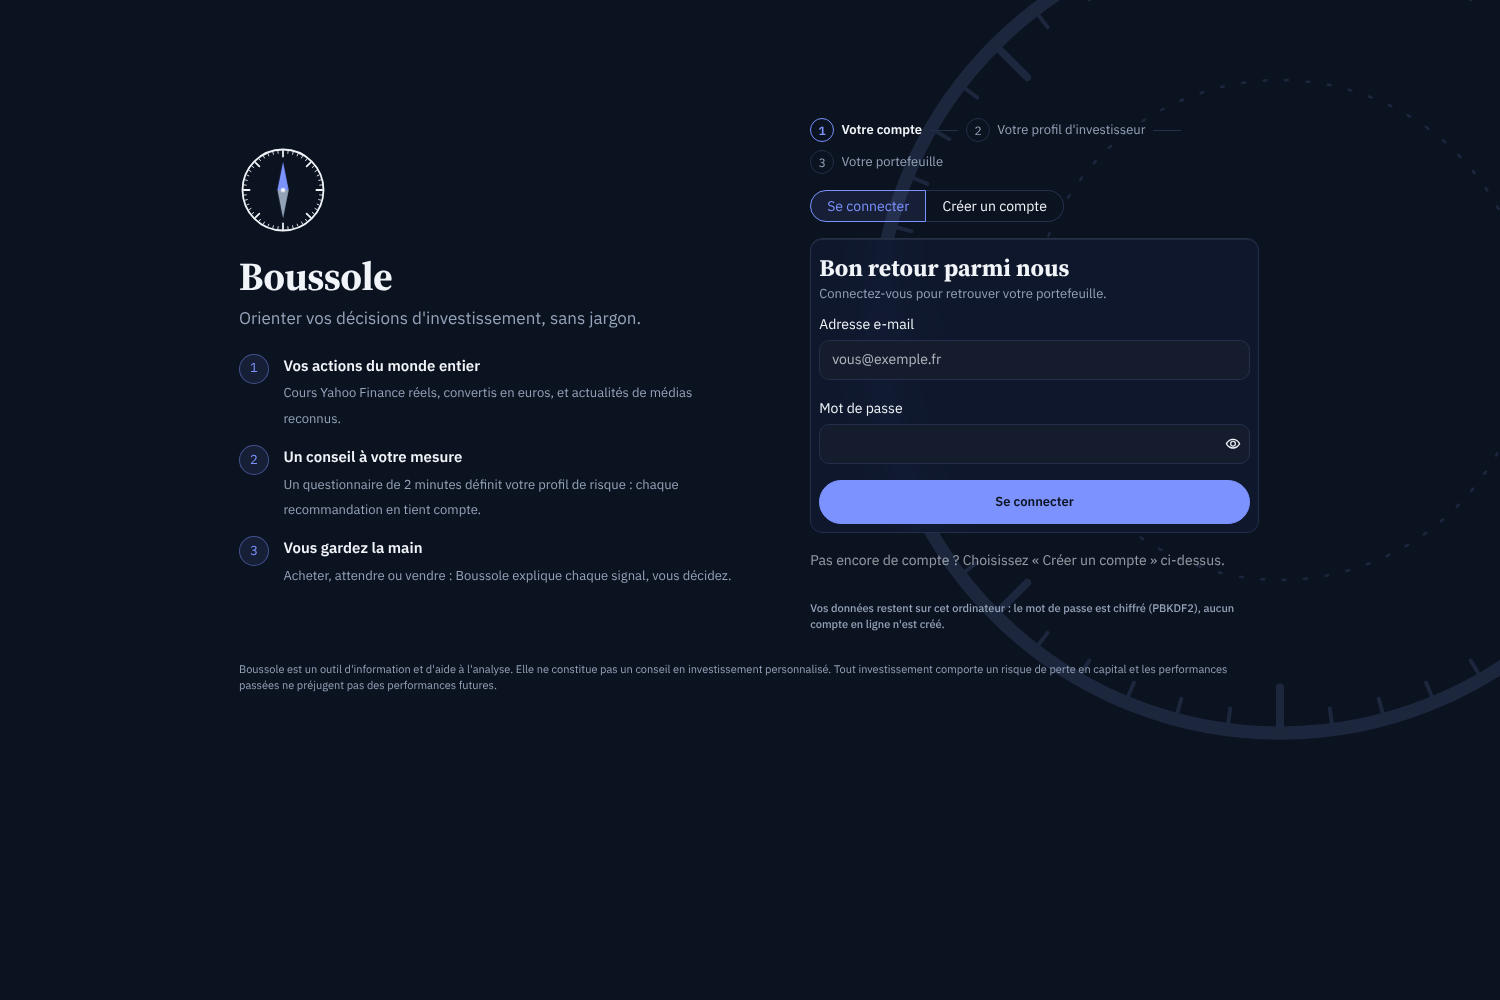 Boussole
Orienter vos décisions d'investissement, sans jargon.
1
Vos actions du monde entier
Cours Yahoo Finance réels, convertis en euros, et actualités de médias
reconnus.
2
Un conseil à votre mesure
Un questionnaire de 2 minutes définit votre profil de risque : chaque
recommandation en tient compte.
3
Vous gardez la main
Acheter, attendre ou vendre : Boussole explique chaque signal, vous décidez.
1 Votre compte 2 Votre profil d'investisseur
3 Votre portefeuille
Se connecter Créer un compte
Bon retour parmi nous
Connectez-vous pour retrouver votre portefeuille.
Adresse e-mail
vous@exemple.fr
Mot de passe
Se connecter
Pas encore de compte ? Choisissez « Créer un compte » ci-dessus.
Vos données restent sur cet ordinateur : le mot de passe est chiffré (PBKDF2), aucun
compte en ligne n'est créé.
Boussole est un outil d'information et d'aide à l'analyse. Elle ne constitue pas un conseil en investissement personnalisé. Tout investissement comporte un risque de perte en capital et les performances
passées ne préjugent pas des performances futures.